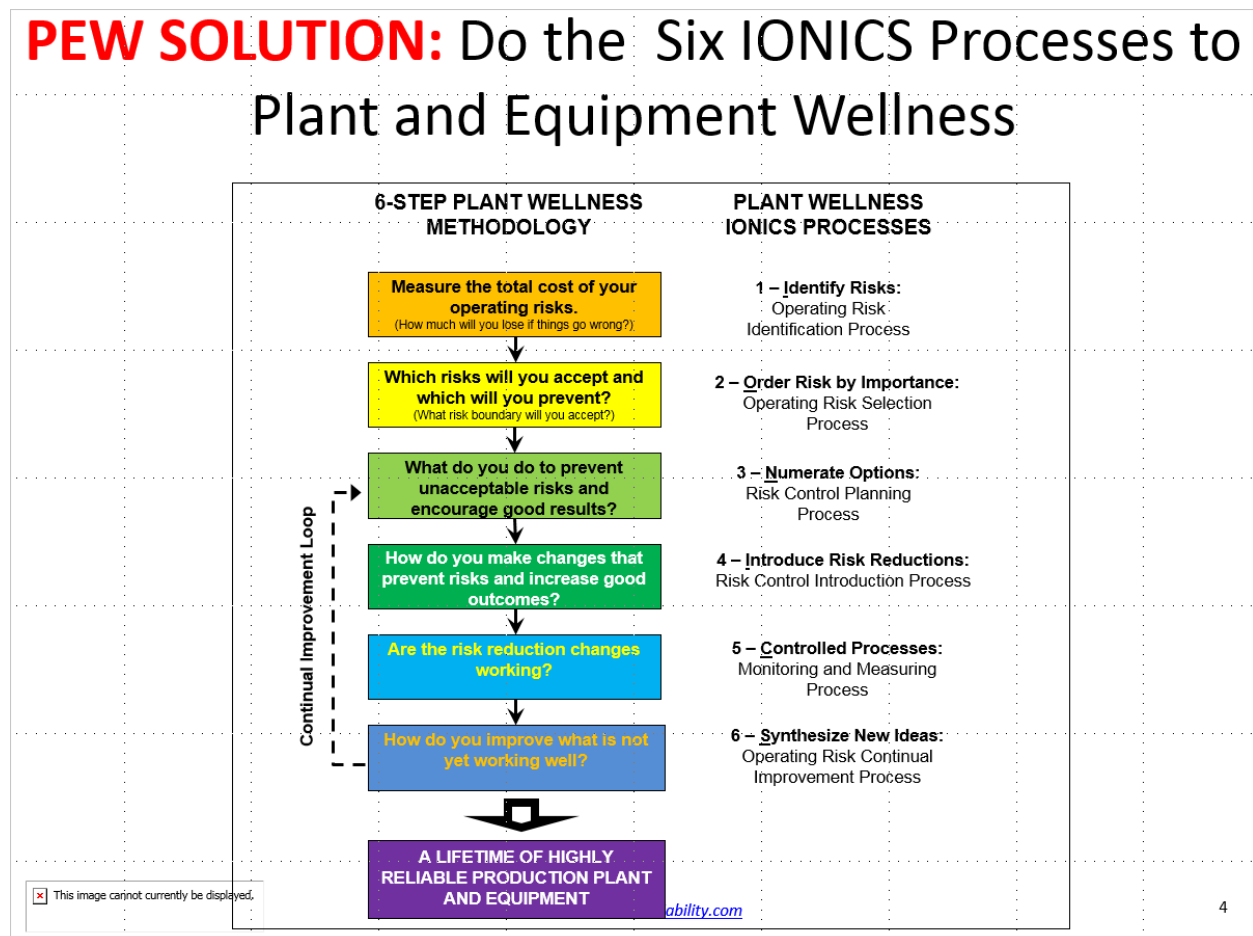 PEW SOLUTION: Do the Six IONICS Processes to
Plant and Equipment Wellness
6-STEP PLANT WELLNESS
METHODOLOGY
PLANT WELLNESS
IONICS PROCESSES
Measure the total cost of your
operating risks.
(How much will you lose if things go wrong?)
1 – Identify Risks:
Operating Risk
Identification Process
Which risks will you accept and
which will you prevent?
(What risk boundary will you accept?)
2 – Order Risk by Importance:
Operating Risk Selection
Process
What do you do to prevent
unacceptable risks and
encourage good results?
3 – Numerate Options:
Risk Control Planning
Process
How do you make changes that
prevent risks and increase good
outcomes?
4 – Introduce Risk Reductions:
Risk Control Introduction Process
Are the risk reduction changes
working?
5 – Controlled Processes:
Monitoring and Measuring
Process
How do you improve what is not
yet working well?
6 – Synthesize New Ideas:
Operating Risk Continual
Improvement Process
Continual Improvement Loop
A LIFETIME OF HIGHLY
RELIABLE PRODUCTION PLANT
AND EQUIPMENT
This image cannot currently be displayed.
ability.com
4